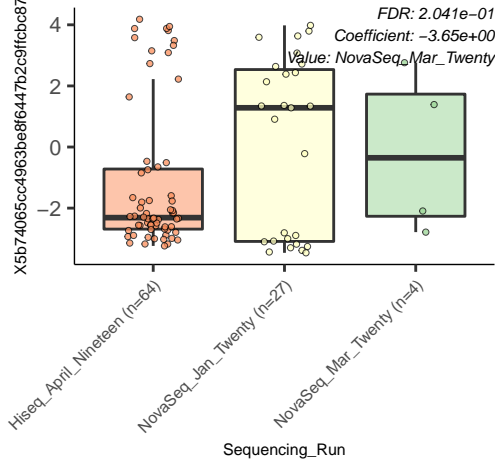 FDR: 2.041e−01
Coefficient: −3.65e+00
Value: NovaSeq_Mar_Twenty
X5b74065cc4963be8f6447b2c9ffcbc87
4
2
0
−2
Hiseq_April_Nineteen (n=64)
NovaSeq_Jan_Twenty (n=27)
NovaSeq_Mar_Twenty (n=4)
Sequencing_Run